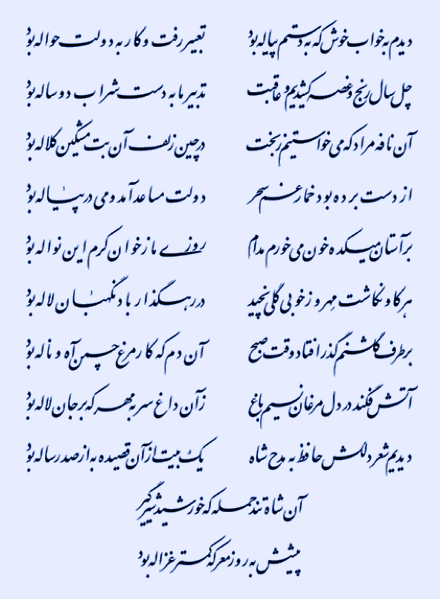 دیدم به خواب خوش که به دستم پیاله بود تعبیر رفت و کار به دولت حواله بود
چل سال رنج و غصه کشیدیم و عاقبت تدبیر ما به دست شراب دوساله بود
آن نافه مراد که می‌خواستم ز بخت در چین زلف آن بت مشکین کلاله بود
از دست برده بود خمار غمم سحر دولت مساعد آمد و می در پیاله بود
بر آستان میکده خون می‌خورم مدام روزی ما ز خوان کرم این نواله بود
هر کاو نکاشت مهر و ز خوبی گلی نچید در رهگذار باد نگهبان لاله بود
بر طرف گلشنم گذر افتاد وقت صبح آن دم که کار مرغ چمن آه و ناله بود
آتش فکند در دل مرغان نسیم باغ زآن داغ سر به مهر که بر جان لاله بود
دیدیم شعر دلکش حافظ به مدح شاه یک بیت از آن قصیده به از صد رساله بود
آن شاه تندحمله که خورشید شیرگیر
پیشش به روز معرکه کمتر غزاله بود